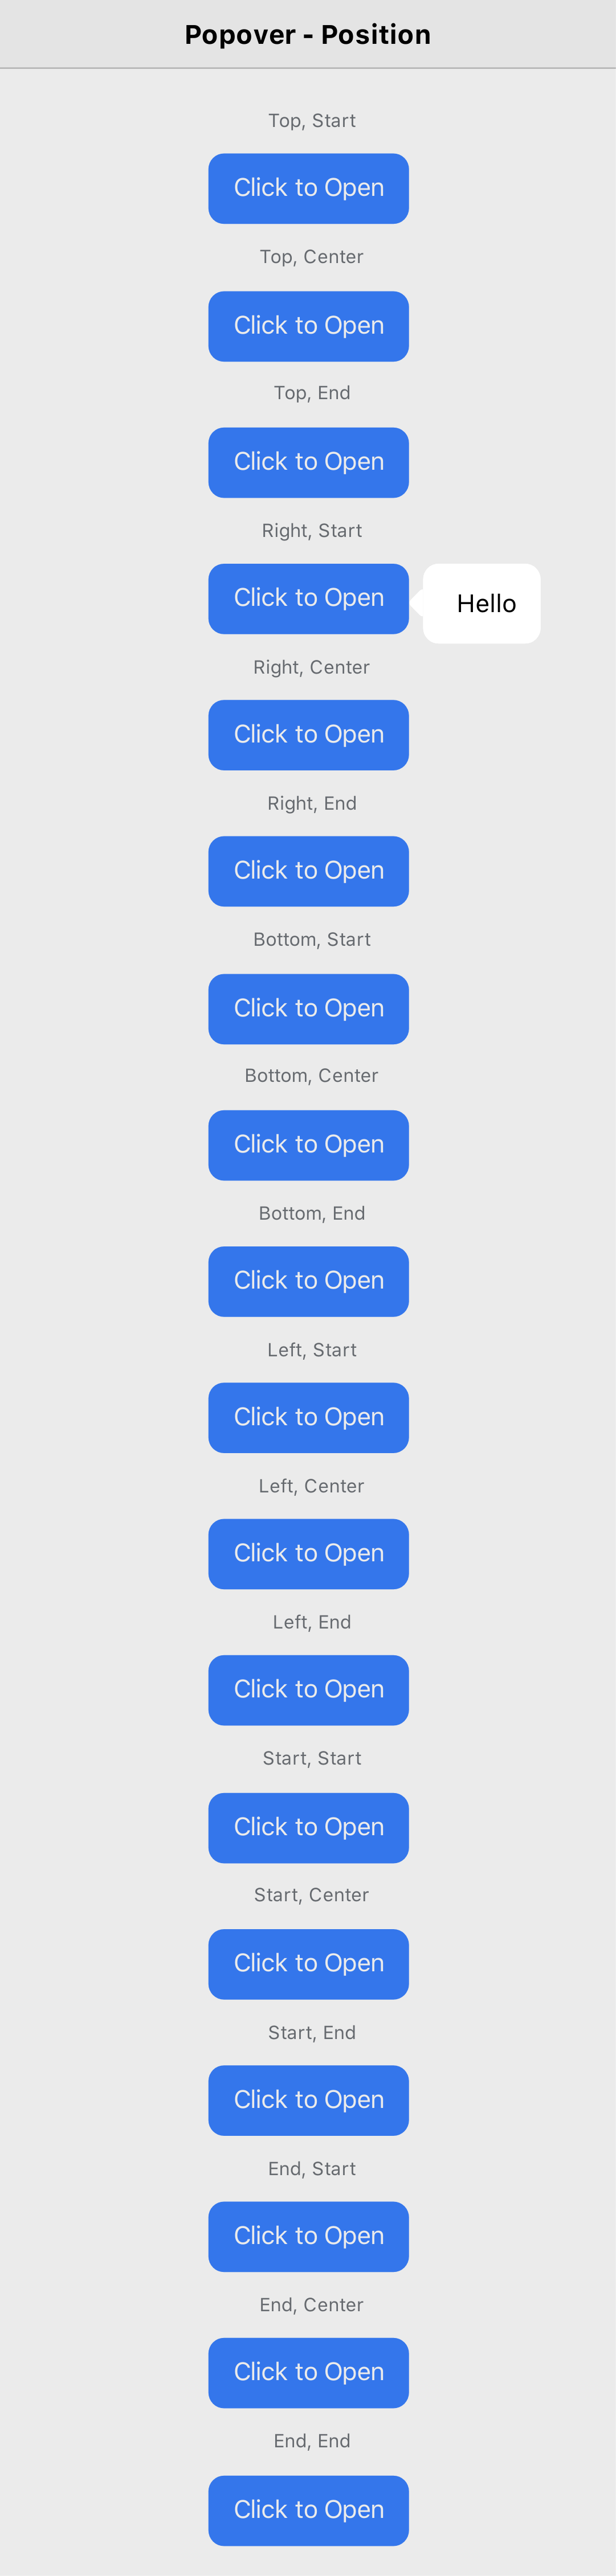 Popover - Position
Top, Start
Click to Open
Top, Center
Click to Open
Top, End
Click to Open
Right, Start
Click to Open
Hello
Right, Center
Click to Open
Right, End
Click to Open
Bottom, Start
Click to Open
Bottom, Center
Click to Open
Bottom, End
Click to Open
Left, Start
Click to Open
Left, Center
Click to Open
Left, End
Click to Open
Start, Start
Click to Open
Start, Center
Click to Open
Start, End
Click to Open
End, Start
Click to Open
End, Center
Click to Open
End, End
Click to Open